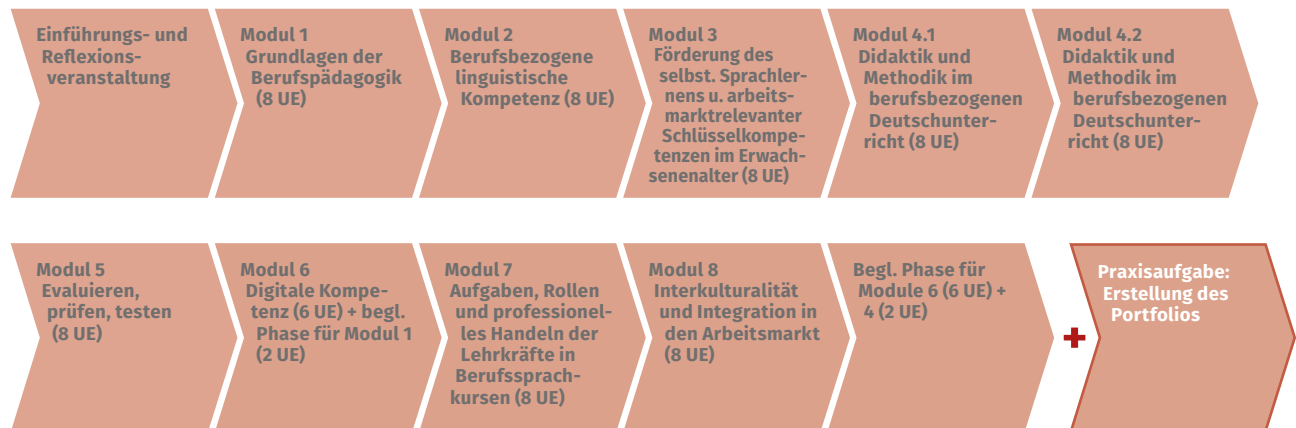 Einführungs- und
Reflexions-
veranstaltung
Modul 1
Grundlagen der
Berufspädagogik
(8 UE)
Modul 2
Berufsbezogene
linguistische
Kompetenz (8 UE)
Modul 3
Förderung des
selbst. Sprachler-
nens u. arbeits-
marktrelevanter
Schlüsselkompe-
tenzen im Erwach-
senenalter (8 UE)
Modul 4.1
Didaktik und
Methodik im
berufsbezogenen
Deutschunter-
richt (8 UE)
Modul 4.2
Didaktik und
Methodik im
berufsbezogenen
Deutschunter-
richt (8 UE)
Modul 5
Evaluieren,
prüfen, testen
(8 UE)
Modul 6
Digitale Kompe-
tenz (6 UE) + begl.
Phase für Modul 1
(2 UE)
Modul 7
Aufgaben, Rollen
und professionel-
les Handeln der
Lehrkräfte in
Berufssprach-
kursen (8 UE)
Modul 8
Interkulturalität
und Integration in
den Arbeitsmarkt
(8 UE)
Begl. Phase für
Module 6 (6 UE) +
4 (2 UE)
+
Praxisaufgabe:
Erstellung des
Portfolios